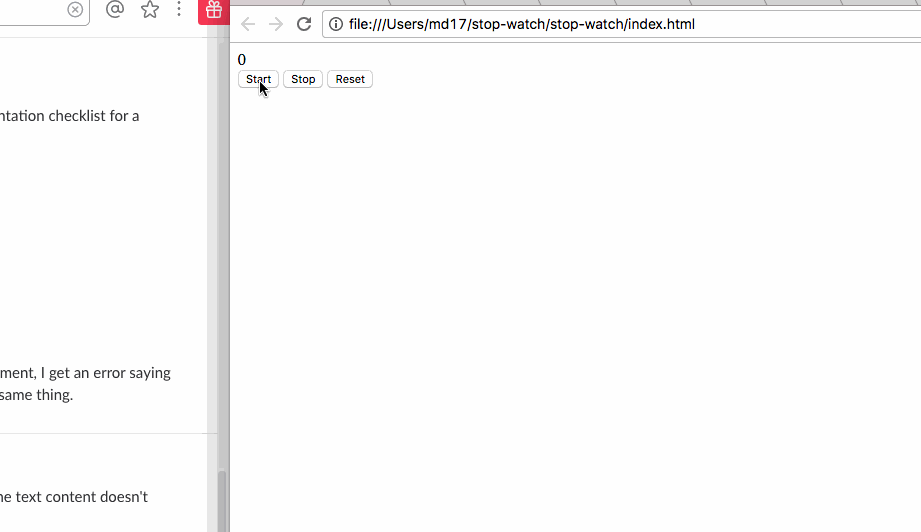 file:///Users/md17/stop-watch/stop-watch/index.html
0
Start Stop Reset
ntation checklist for a
ment, I get an error saying
same thing.
ne text content doesn't